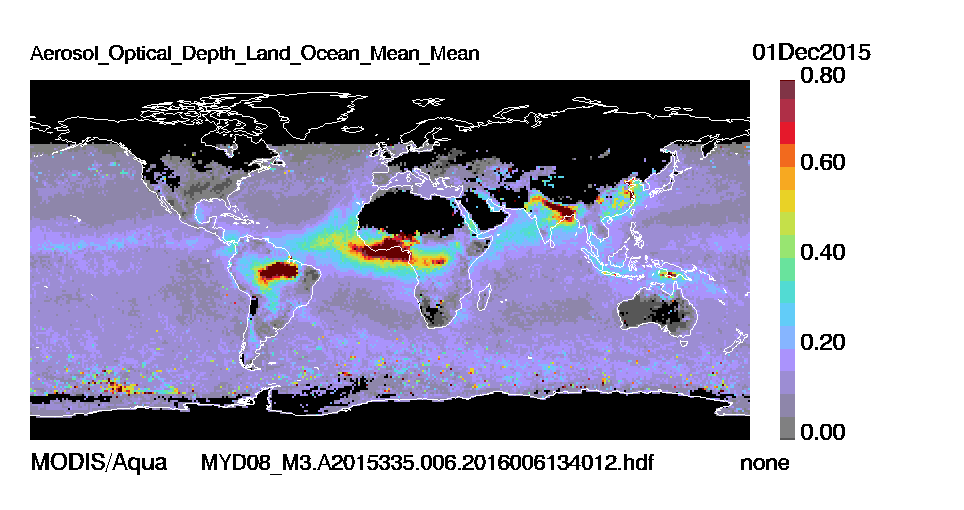 Aerosol_Optical_Depth_Land_Ocean_Mean_Mean
01Dec2015
0.80
0.60
0.40
0.20
0.00
MODIS/Aqua MYD08_M3.A2015335.006.2016006134012.hdf none